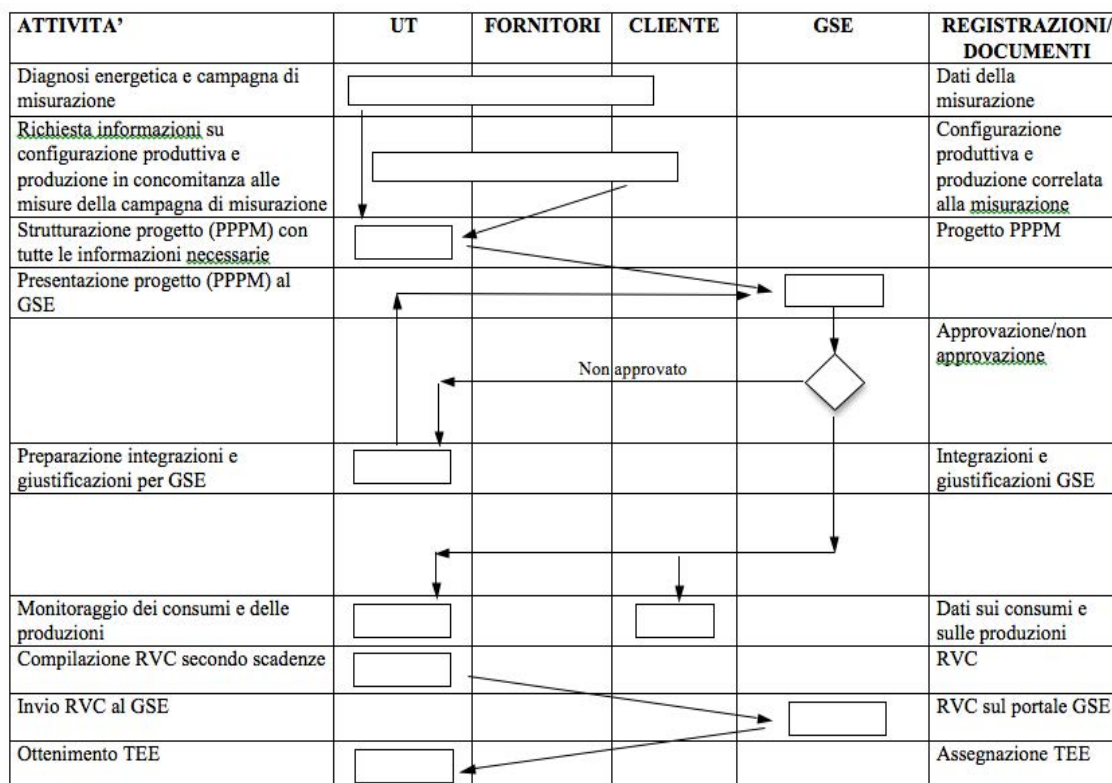 ATTIVITA’ UT FORNITORI CLIENTE GSE REGISTRAZIONI/
DOCUMENTI
Diagnosi energetica e campagna di Dati della
misurazione misurazione
Richiesta informazioni su Configurazione
configurazione produttiva e produttiva e
produzione in concomitanza alle produzione correlata
misure della campagna di misurazione alla misurazione
Strutturazione progetto (PPPM) con Progetto PPPM
tutte le informazioni necessarie
Presentazione progetto (PPPM) al
GSE
Approvazione/non
approvazione
Non approvato
Preparazione integrazioni e Integrazioni e
giustificazioni per GSE giustificazioni GSE
Monitoraggio dei consumi e delle Dati sui consumi e
produzioni sulle produzioni
Compilazione RVC secondo scadenze RVC
Invio RVC al GSE RVC sul portale GSE
Ottenimento TEE Assegnazione TEE